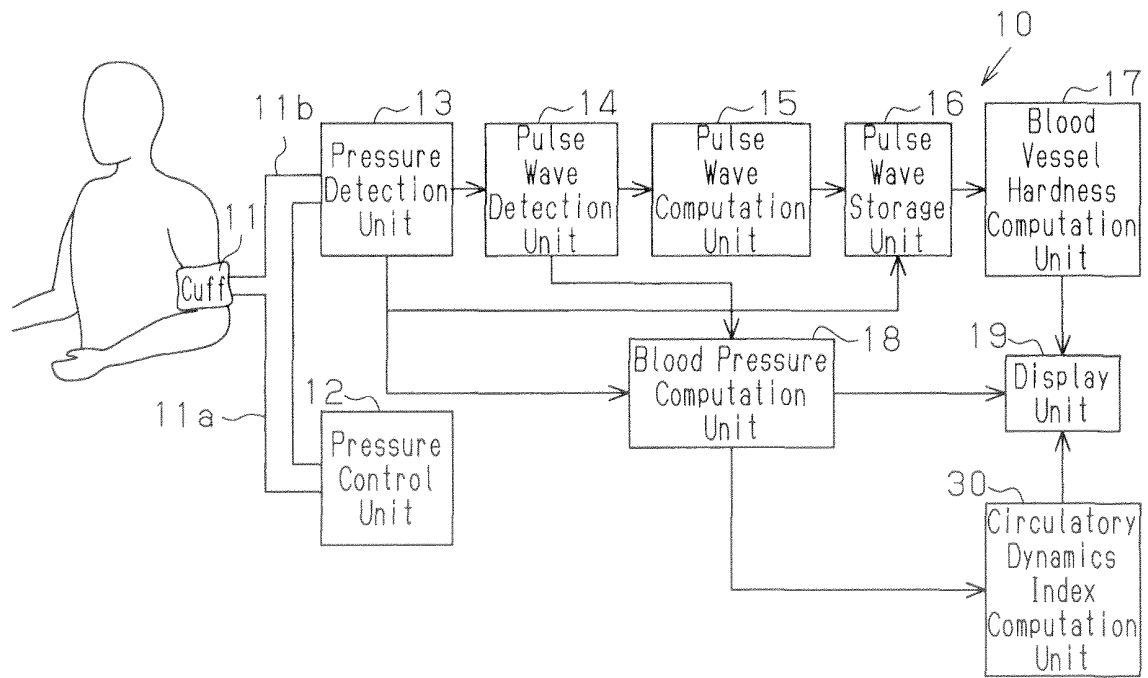 10
11b
13
14
15
16
17
Pressure
Detection
Unit
Pulse
Wave
Detection
Unit
Pulse
Wave
Computation
Unit
Pulse
Wave
Storage
Unit
Blood
Vessel
Hardness
Computation
Unit
11
Cuff
18
Blood Pressure
Computation
Unit
19
Display
Unit
11a
12
Pressure
Control
Unit
30
Circulatory
Dynamics
Index
Computation
Unit